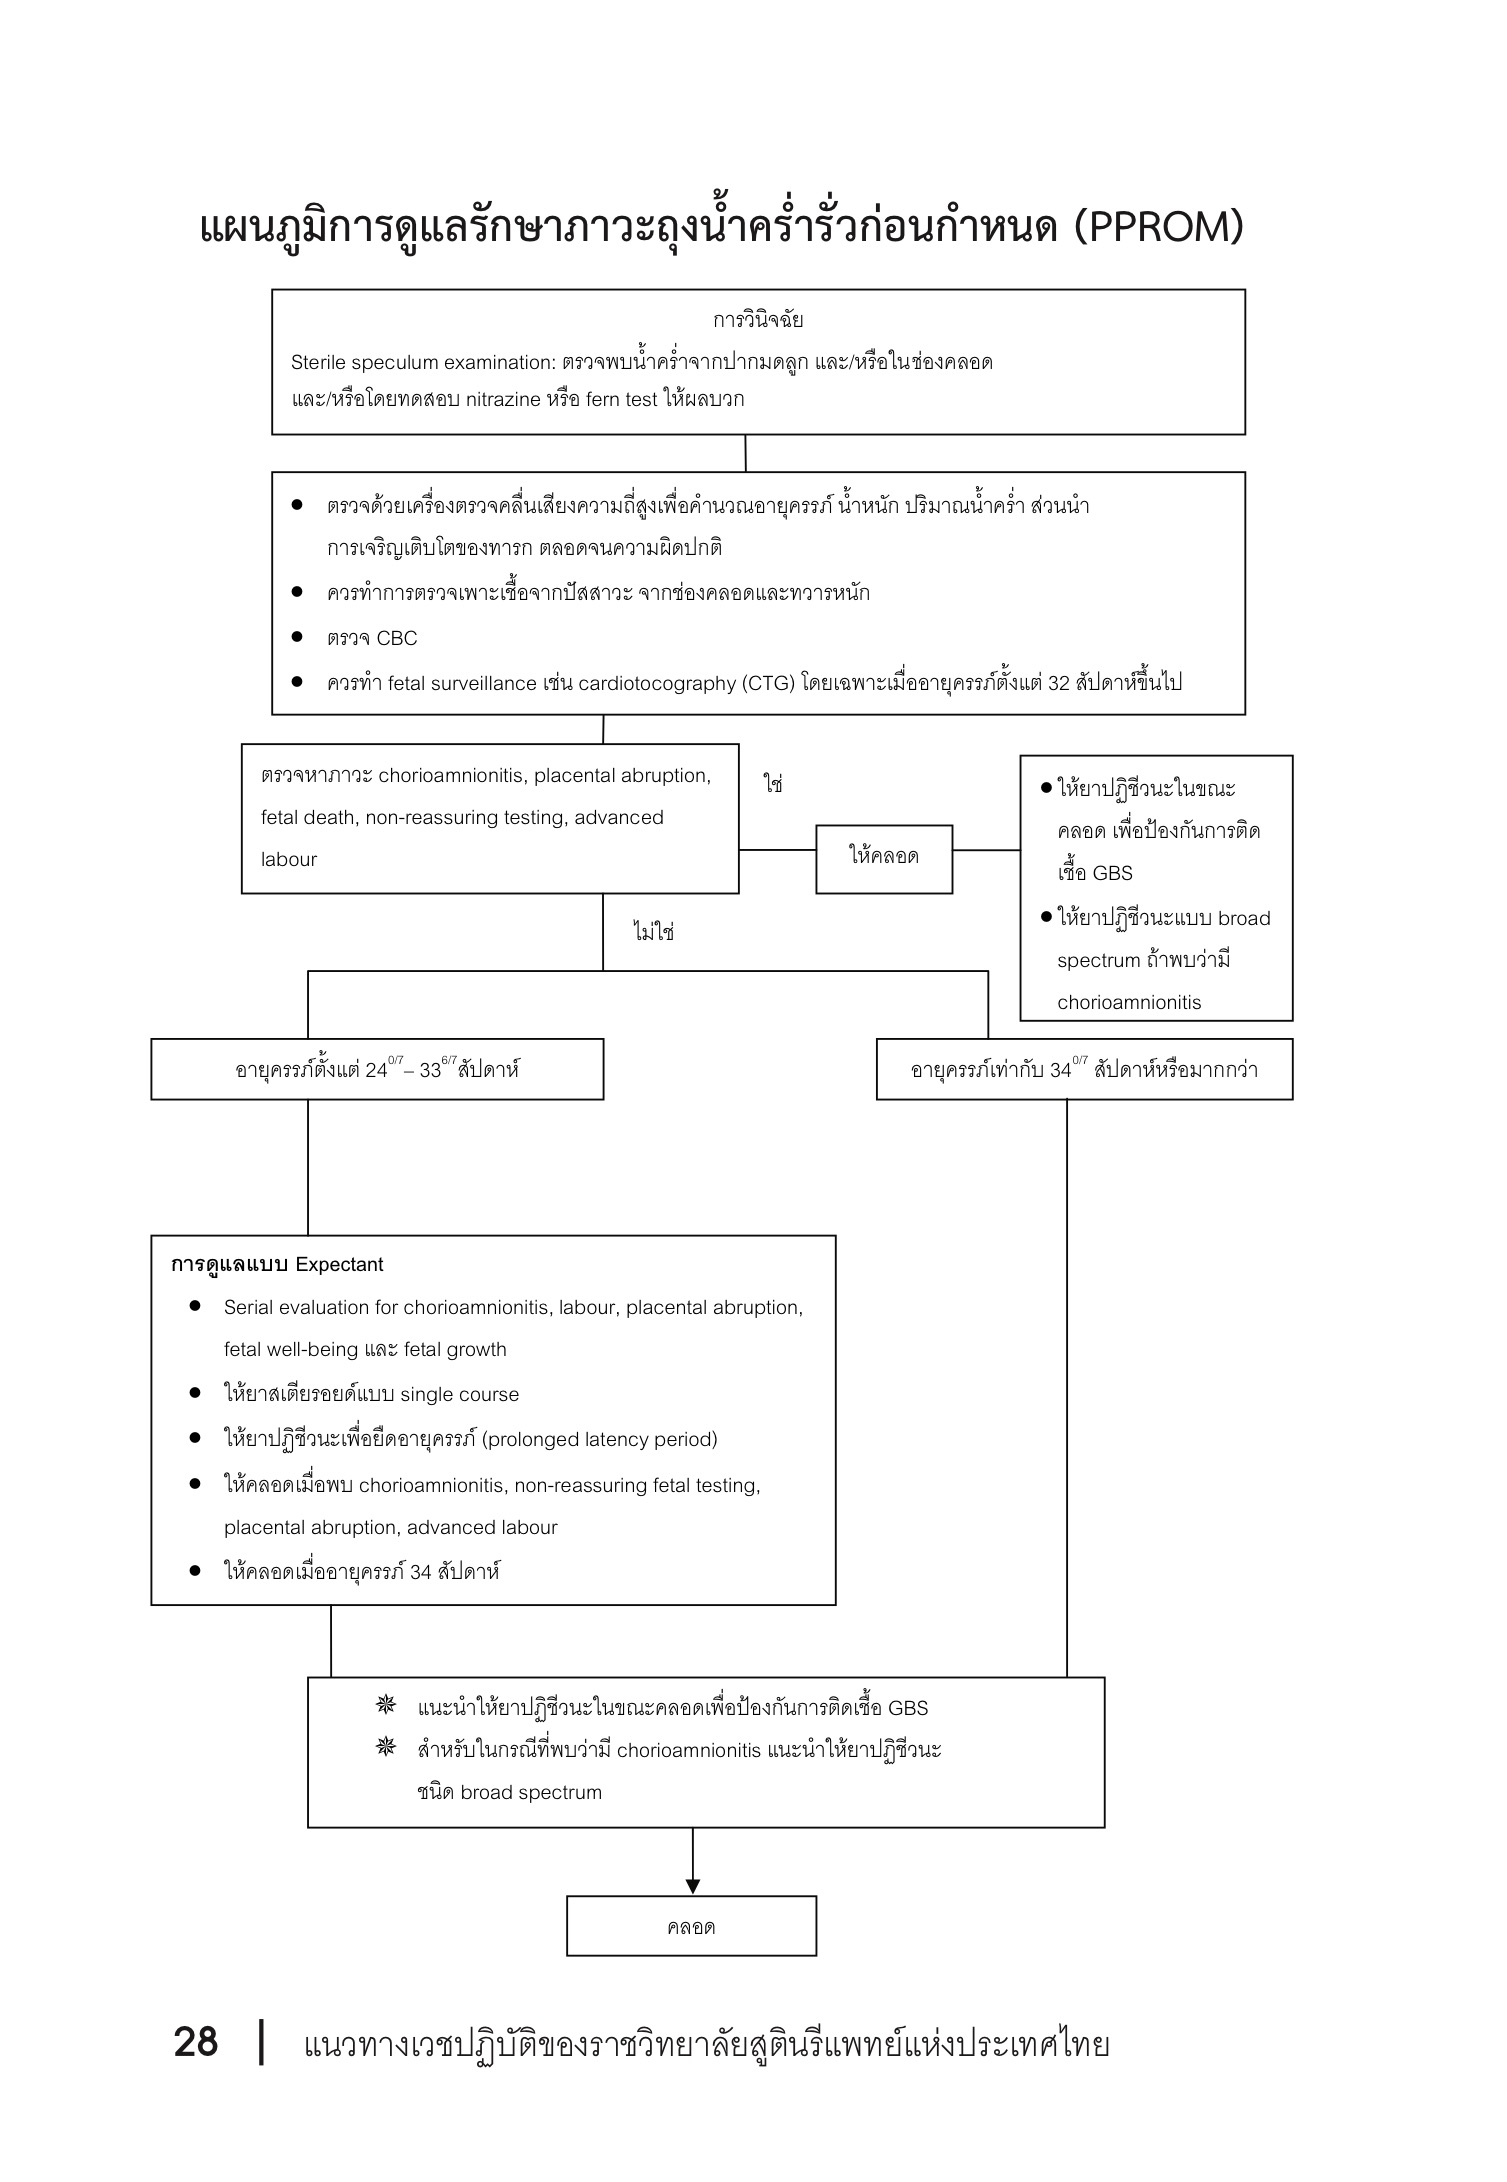 แผนภูมิการดูแลรักษาภาวะถุงน้ำคร่ำรั่วก่อนกำหนด (PPROM)
การวินิจฉัย
Sterile speculum examination: ตรวจพบน้ำคร่ำจากปากมดลูก และ/หรือในช่องคลอด
และ/หรือโดยทดสอบ nitrazine หรือ fern test ให้ผลบวก
● ตรวจด้วยเครื่องตรวจคลื่นเสียงความถี่สูงเพื่อคำนวณอายุครรภ์ น้ำหนัก ปริมาณน้ำคร่ำ ส่วนนำ
การเจริญเติบโตของทารก ตลอดจนความผิดปกติ
● ควรทำการตรวจเพาะเชื้อจากปัสสาวะ จากช่องคลอดและทวารหนัก
● ตรวจ CBC
● ควรทำ fetal surveillance เช่น cardiotocography (CTG) โดยเฉพาะเมื่ออายุครรภ์ตั้งแต่ 32 สัปดาห์ขึ้นไป
ตรวจหาภาวะ chorioamnionitis, placental abruption,
fetal death, non-reassuring testing, advanced
labour
ใช่
ให้คลอด
● ให้ยาปฏิชีวนะในขณะ
คลอด เพื่อป้องกันการติด
เชื้อ GBS
● ให้ยาปฏิชีวนะแบบ broad
spectrum ถ้าพบว่ามี
chorioamnionitis
ไม่ใช่
อายุครรภ์ตั้งแต่ 24 0/7 – 33 6/7 สัปดาห์
อายุครรภ์เท่ากับ 34 0/7 สัปดาห์หรือมากกว่า
การดูแลแบบ Expectant
● Serial evaluation for chorioamnionitis, labour, placental abruption,
fetal well-being และ fetal growth
● ให้ยาสเตียรอยด์แบบ single course
● ให้ยาปฏิชีวนะเพื่อยืดอายุครรภ์ (prolonged latency period)
● ให้คลอดเมื่อพบ chorioamnionitis, non-reassuring fetal testing,
placental abruption, advanced labour
● ให้คลอดเมื่ออายุครรภ์ 34 สัปดาห์
✵ แนะนำให้ยาปฏิชีวนะในขณะคลอดเพื่อป้องกันการติดเชื้อ GBS
✵ สำหรับในกรณีที่พบว่ามี chorioamnionitis แนะนำให้ยาปฏิชีวนะ
ชนิด broad spectrum
คลอด
28 | แนวทางเวชปฏิบัติของราชวิทยาลัยสูตินรีแพทย์แห่งประเทศไทย